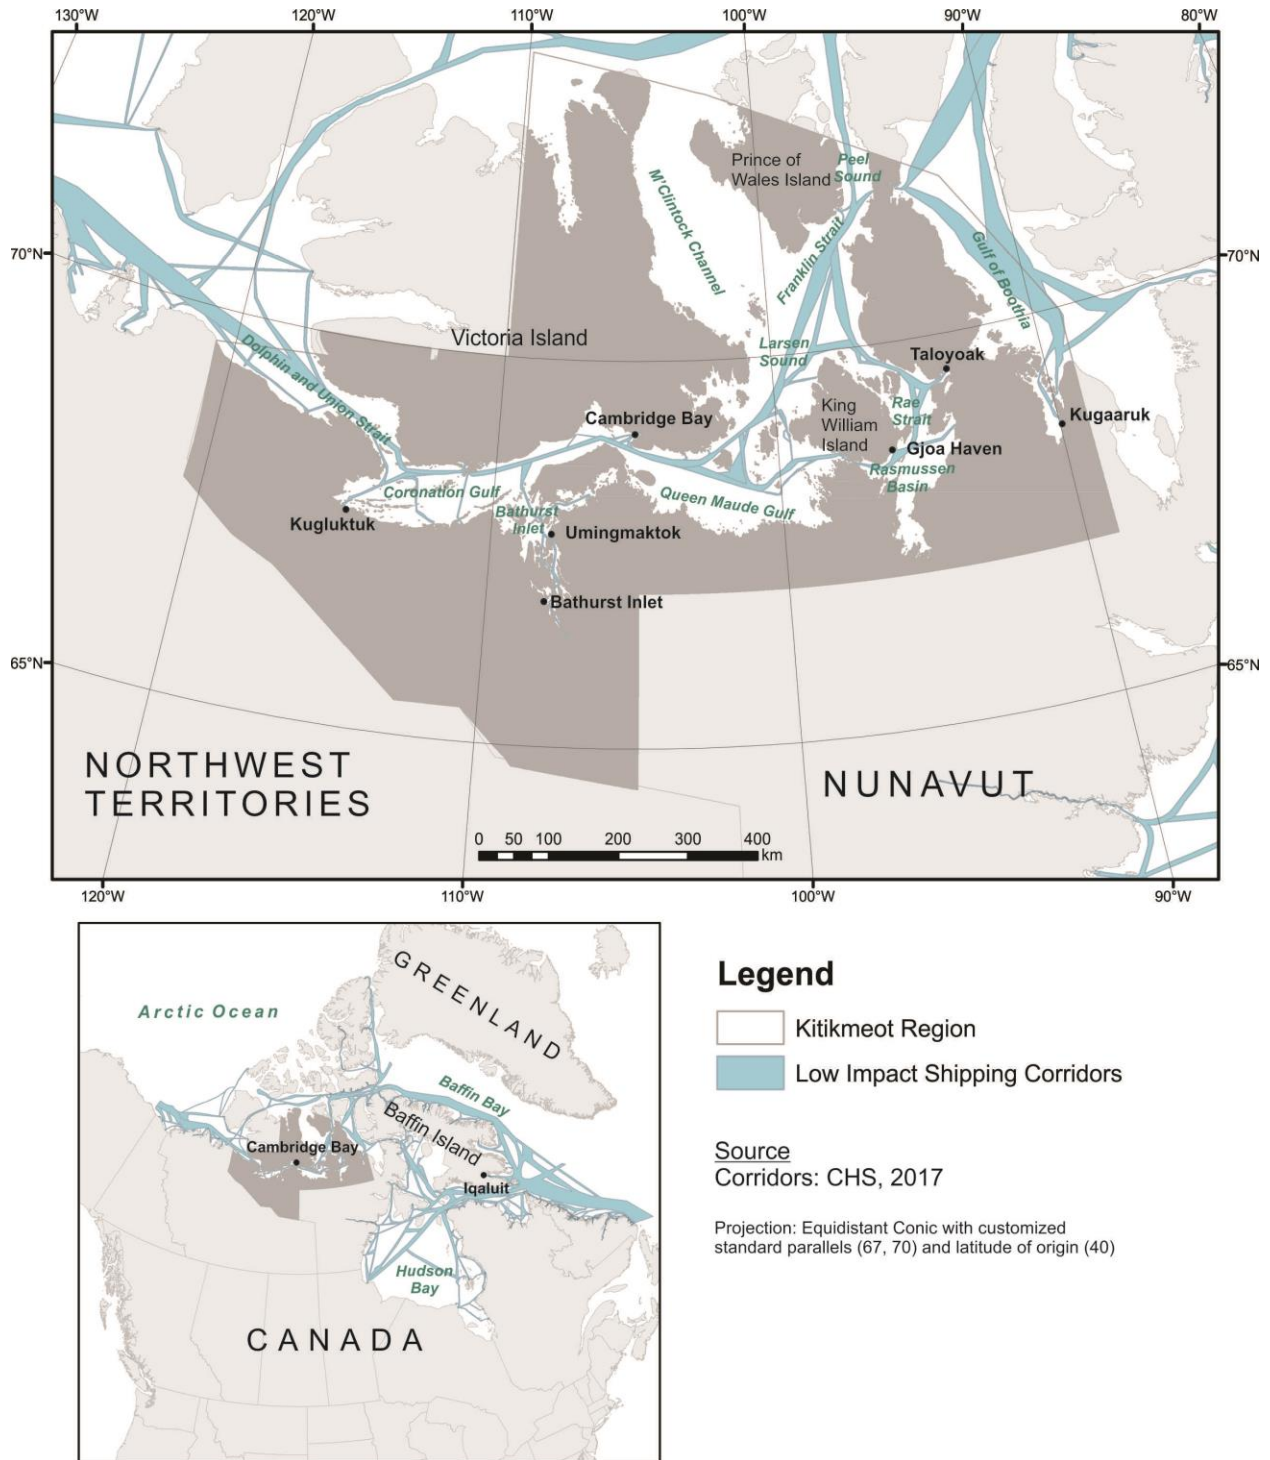 130°W
120°W
110°W
100°W
90°W
80°W
Prince of
Wales Island
Peel
Sound
M'Clintock Channel
Franklin Strait
Gulf of Boothia
70°N
70°N
Victoria Island
Larsen
Sound
Taloyoak
Dolphin and Union Strait
Cambridge Bay
King
William
Island
Rae
Strait
Kugaaruk
Gjoa Haven
Rasmussen
Basin
Coronation Gulf
Queen Maude Gulf
Bathurst
Inlet
Kugluktuk
Umingmaktok
Bathurst Inlet
65°N
65°N
NORTHWEST
TERRITORIES
NUNAVUT
0 50 100 200 300 400
km
120°W
110°W
100°W
90°W
GREENLAND
Arctic Ocean
Baffin Bay
Baffin Island
Cambridge Bay
Iqaluit
Hudson
Bay
CANADA
Legend
Kitikmeot Region
Low Impact Shipping Corridors
Source
Corridors: CHS, 2017
Projection: Equidistant Conic with customized
standard parallels (67, 70) and latitude of origin (40)